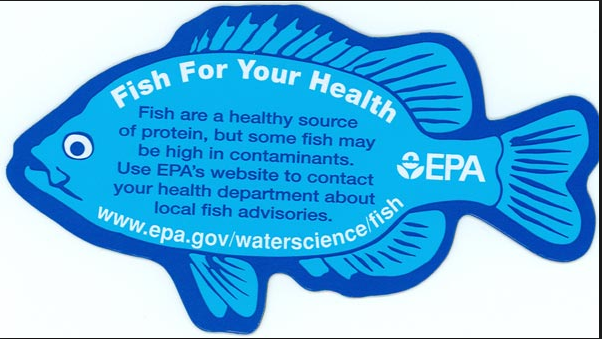 Fish For Your Health
Fish are a healthy source
of protein, but some fish may
be high in contaminants.
Use EPA's website to contact
your health department about
local fish advisories.
EPA
www.epa.gov/waterscience/fish